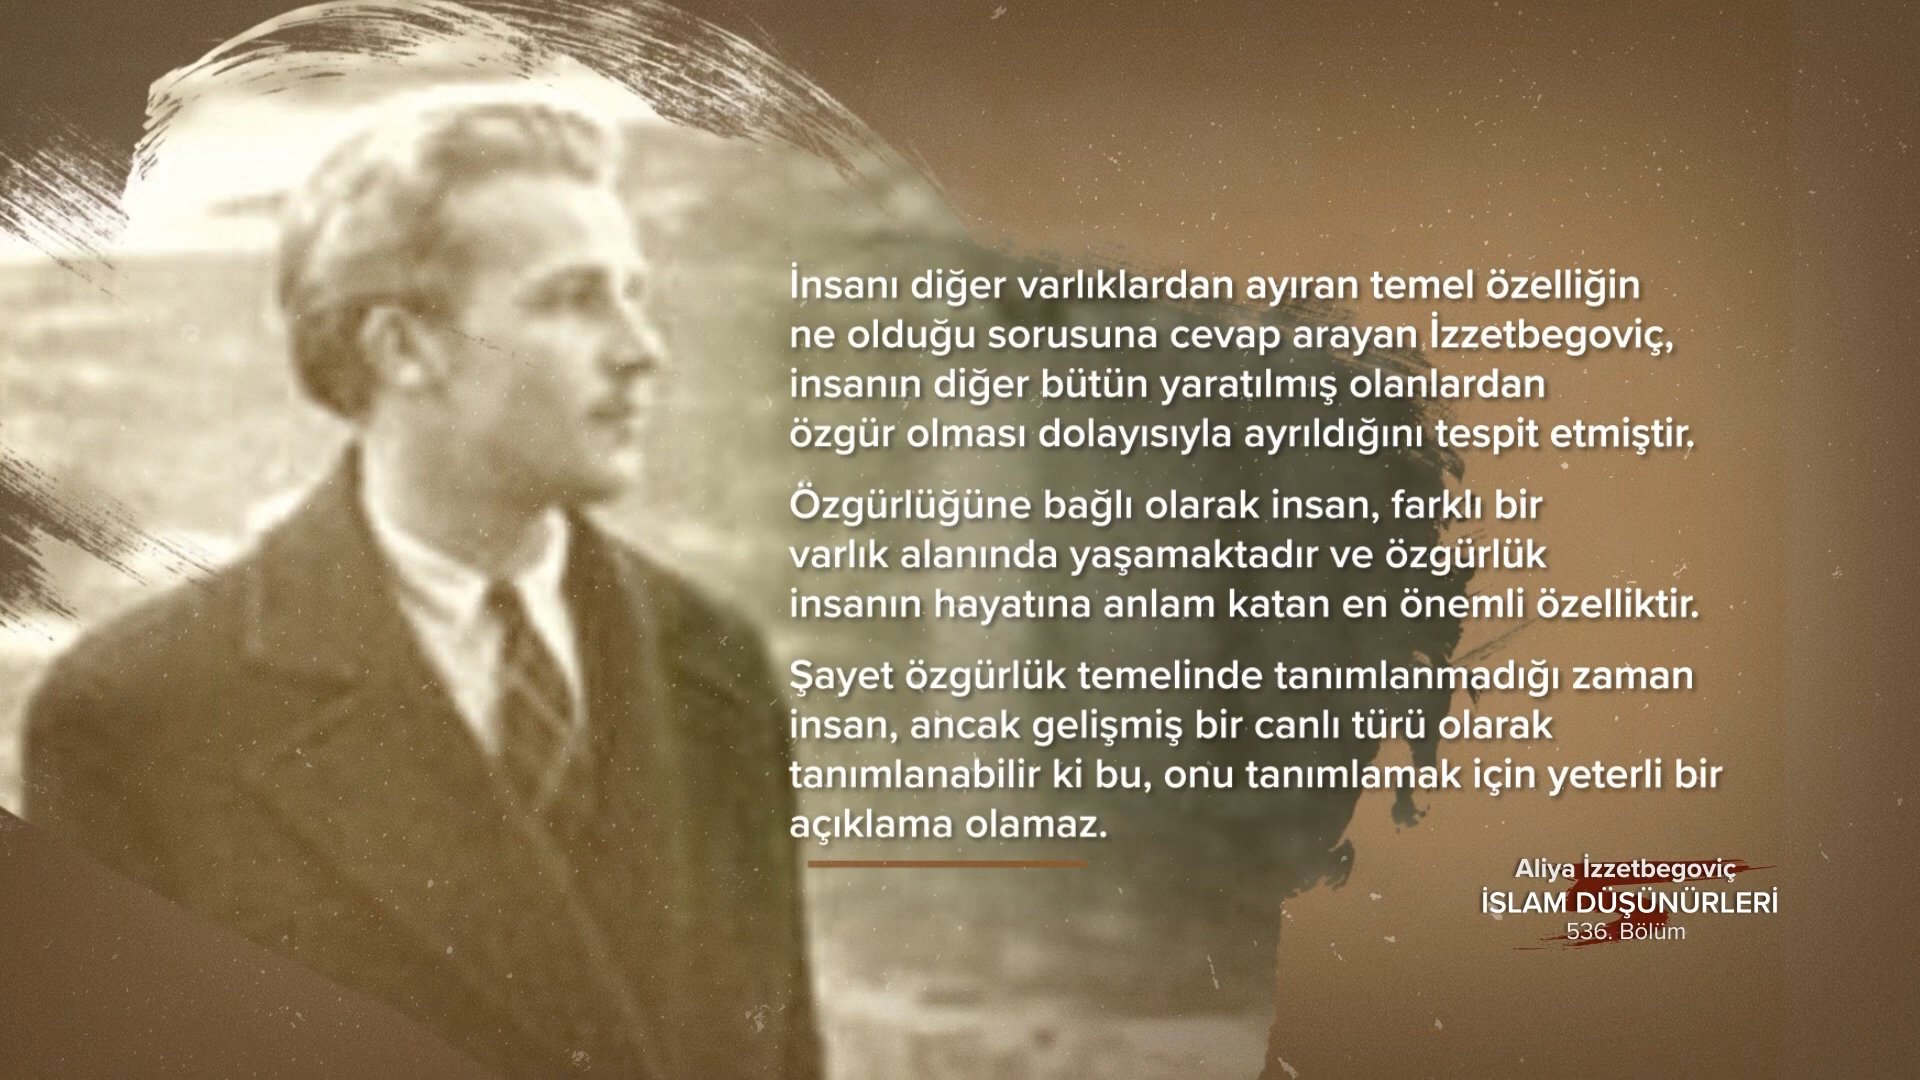 İnsanı diğer varlıklardan ayıran temel özelliğin
ne olduğu sorusuna cevap arayan İzzetbegoviç,
insanın diğer bütün yaratılmış olanlardan
özgür olması dolayısıyla ayrıldığını tespit etmiştir.
Özgürlüğüne bağlı olarak insan, farklı bir
varlık alanında yaşamaktadır ve özgürlük
insanın hayatına anlam katan en önemli özelliktir.
Şayet özgürlük temelinde tanımlanmadığı zaman
insan, ancak gelişmiş bir canlı türü olarak
tanımlanabilir ki bu, onu tanımlamak için yeterli bir
açıklama olamaz.
Aliya İzzetbegoviç
İSLAM DÜŞÜNÜRLERİ
536. Bölüm